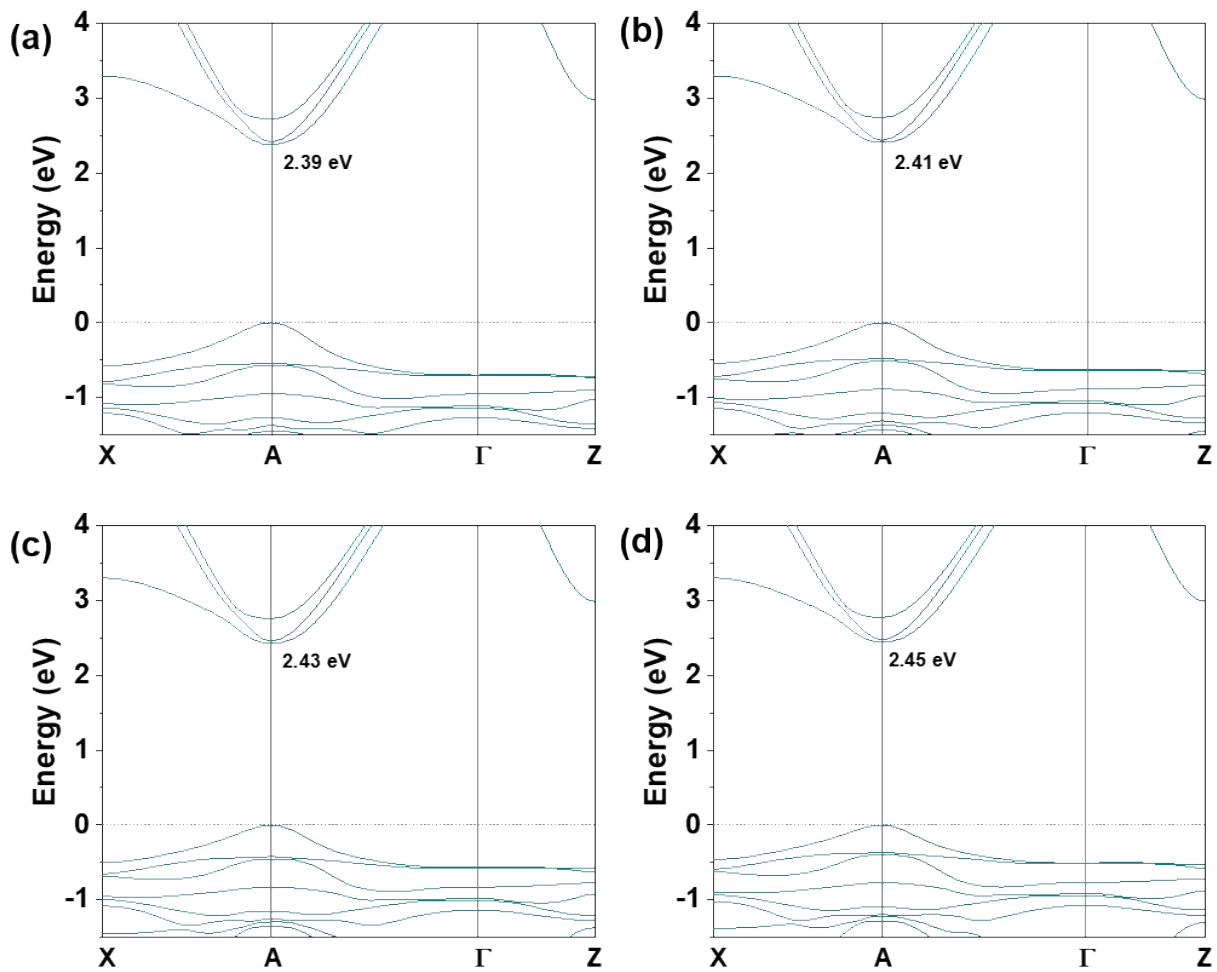 (a)
Energy (eV)
4
3
2
1
0
-1
2.39 eV
X A Γ Z
(b)
Energy (eV)
4
3
2
1
0
-1
2.41 eV
X A Γ Z
(c)
Energy (eV)
4
3
2
1
0
-1
2.43 eV
X A Γ Z
(d)
Energy (eV)
4
3
2
1
0
-1
2.45 eV
X A Γ Z